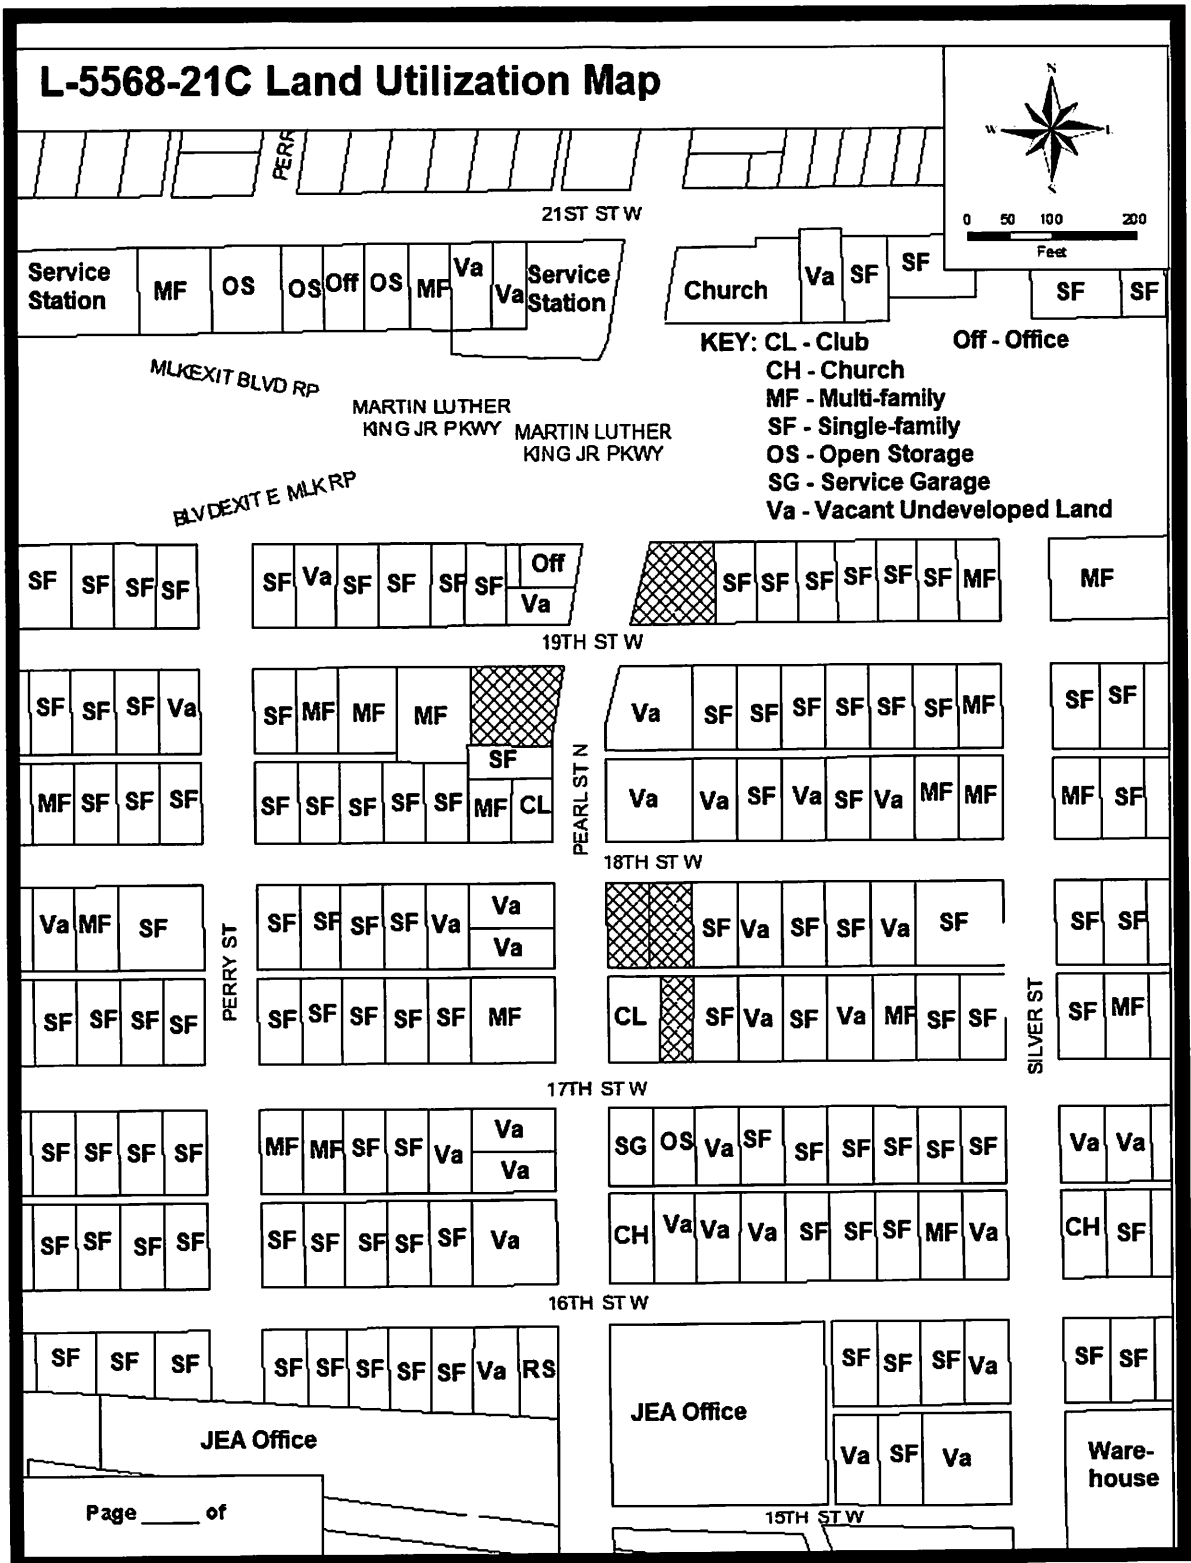 L-5568-21C Land Utilization Map
N
W
S
0 50 100 200
Feet
PERR
21ST ST W
Service
Station
MF
OS
OS
Off
OS
MF
Va
Va
Service
Station
Church
Va
SF
SF
SF
SF
KEY: CL - Club
Off - Office
CH - Church
MF - Multi-family
SF - Single-family
OS - Open Storage
SG - Service Garage
Va - Vacant Undeveloped Land
MLKEXIT BLVD RP
MARTIN LUTHER
KING JR PKWY
MARTIN LUTHER
KING JR PKWY
BLVDEXIT E MLK RP
SF SF SF SF
SF Va SF SF SF SF Off
Va
SF SF SF SF SF SF MF
MF
19TH ST W
SF SF SF Va
SF MF MF MF
SF
Va SF SF SF SF SF SF MF
SF SF
PEARL ST N
MF SF SF SF
SF SF SF SF SF MF CL
Va Va SF Va SF Va MF MF
MF SF
18TH ST W
Va MF SF
PERRY ST
SF SF SF SF Va Va
Va
SF Va SF SF Va SF
SF SF
SF SF SF SF
SF SF SF SF SF MF
CL SF Va SF Va MF SF SF
SILVER ST
SF MF
17TH ST W
SF SF SF SF
MF MF SF SF Va Va
Va
SG OS Va SF SF SF SF SF SF
Va Va
SF SF SF SF
SF SF SF SF SF Va
CH Va Va Va SF SF SF MF Va
CH SF
16TH ST W
SF SF SF
SF SF SF SF SF Va RS
SF SF SF Va
SF SF
JEA Office
JEA Office
Va SF Va
Ware-
house
Page _____ of
15TH ST W